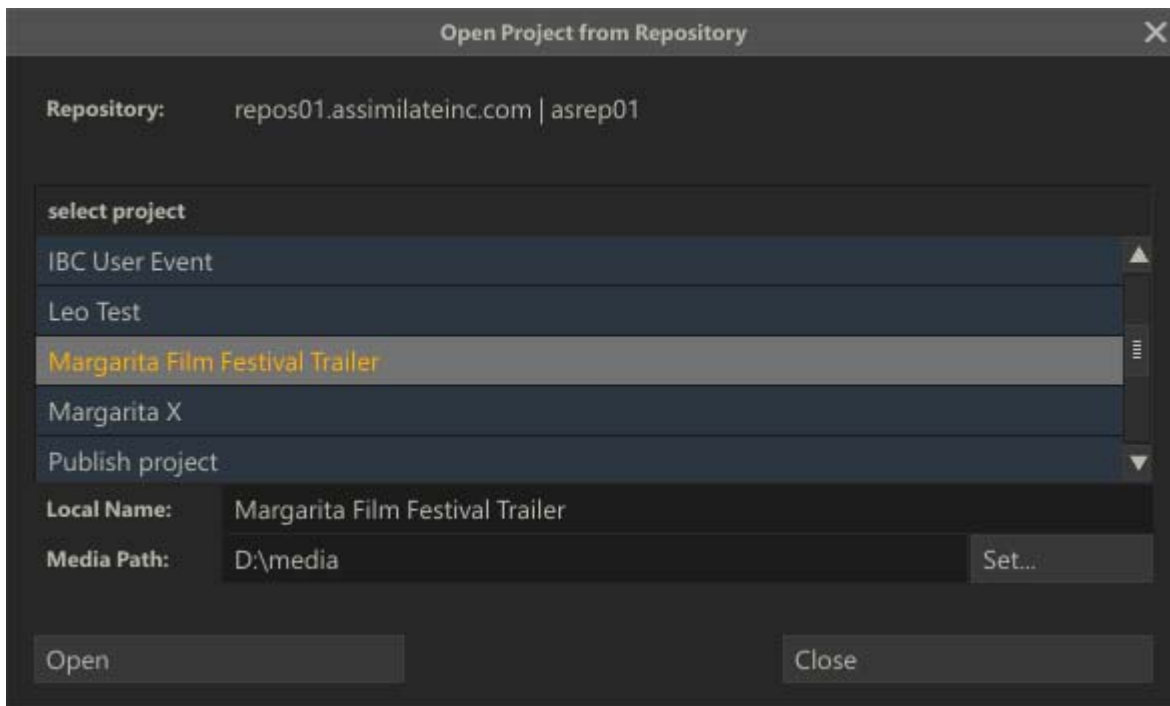 Open Project from Repository
Repository: repos01.assimilateinc.com | asrep01
select project
IBC User Event
Leo Test
Margarita Film Festival Trailer
Margarita X
Publish project
Local Name: Margarita Film Festival Trailer
Media Path: D:\media Set...
Open Close